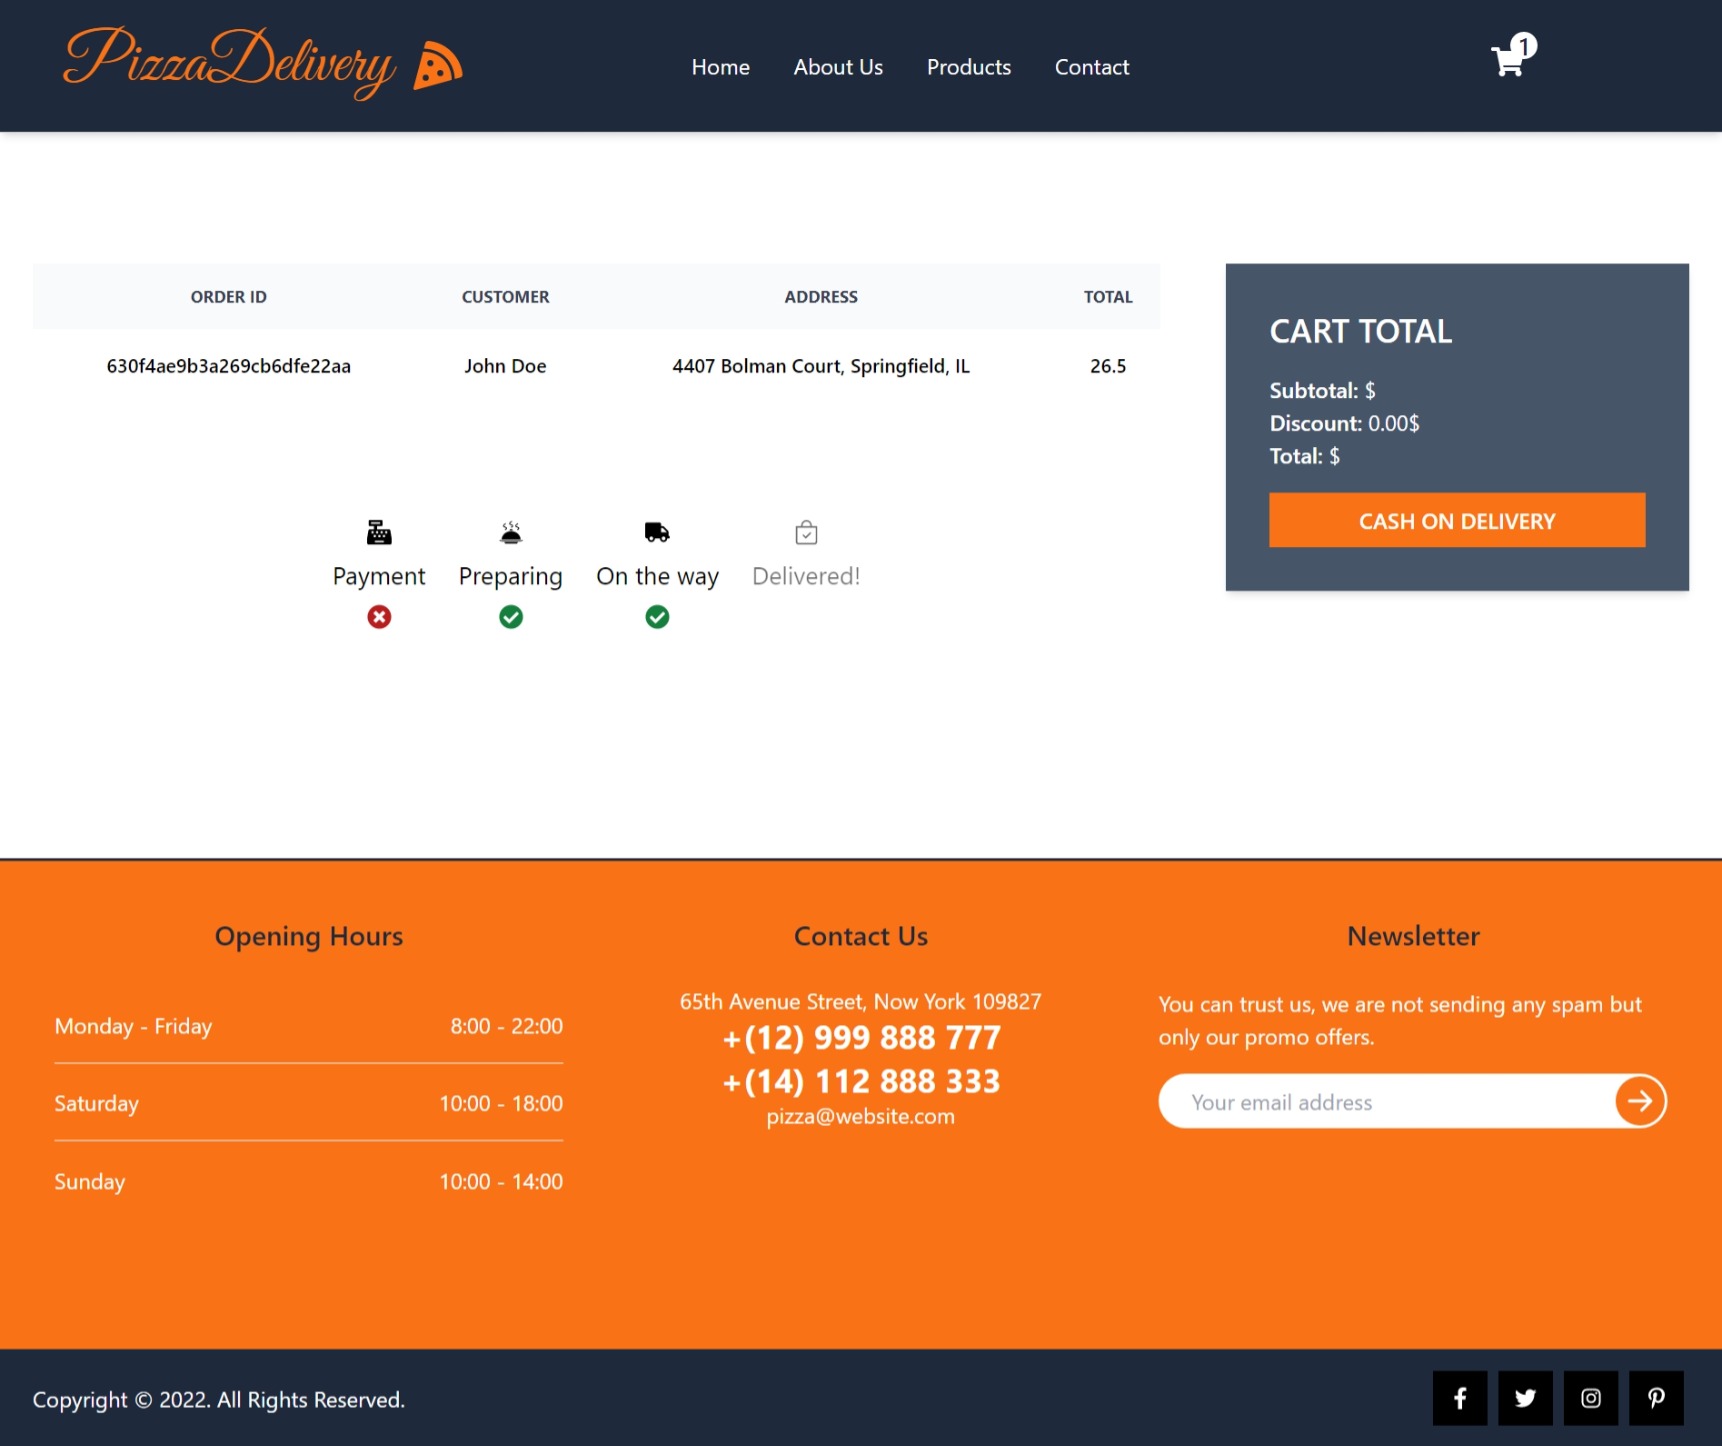 PizzaDelivery
Home About Us Products Contact
1
ORDER ID CUSTOMER ADDRESS TOTAL
630f4ae9b3a269cb6dfe22aa John Doe 4407 Bolman Court, Springfield, IL 26.5
Payment Preparing On the way Delivered!
CART TOTAL
Subtotal: $
Discount: 0.00$
Total: $
CASH ON DELIVERY
Opening Hours
Monday - Friday 8:00 - 22:00
Saturday 10:00 - 18:00
Sunday 10:00 - 14:00
Contact Us
65th Avenue Street, Now York 109827
+(12) 999 888 777
+(14) 112 888 333
pizza@website.com
Newsletter
You can trust us, we are not sending any spam but
only our promo offers.
Your email address
Copyright © 2022. All Rights Reserved.